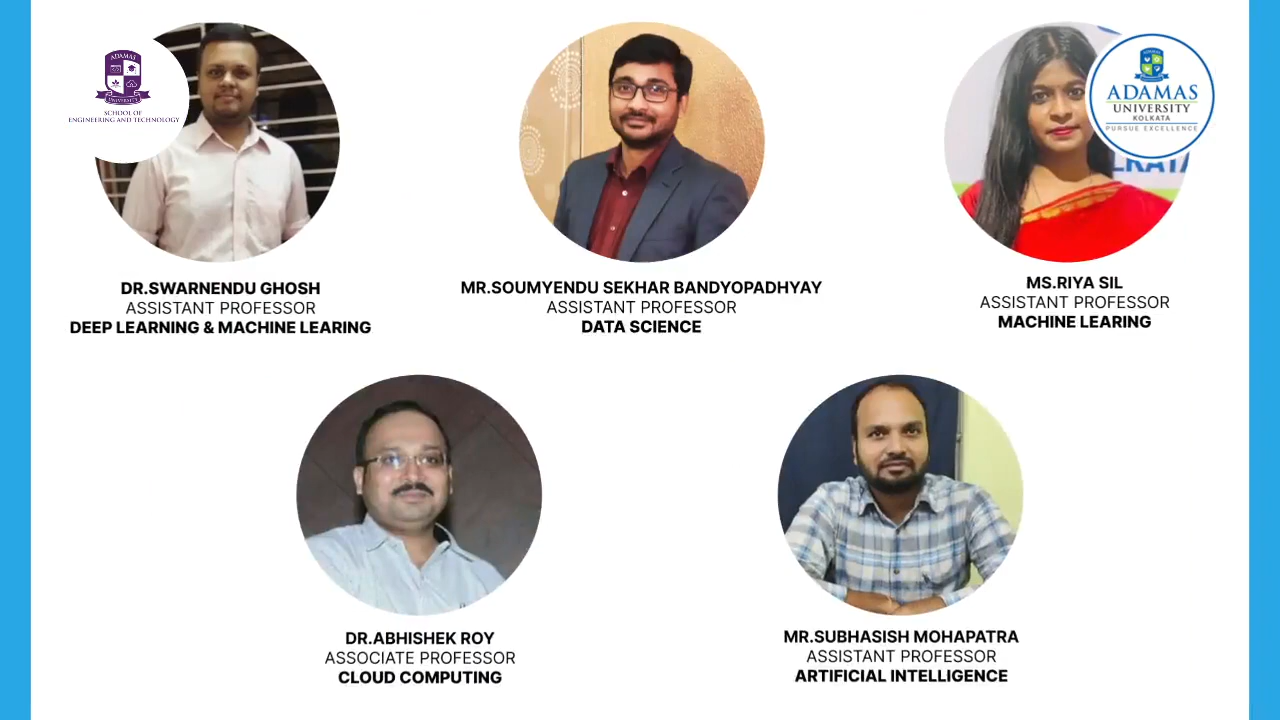 ADAMAS
UNIVERSITY
SCHOOL OF
ENGINEERING AND TECHNOLOGY
ADAMAS
UNIVERSITY
KOLKATA
PURSUE EXCELLENCE
DR.SWARNENDU GHOSH
ASSISTANT PROFESSOR
DEEP LEARNING & MACHINE LEARING
MR.SOUMYENDU SEKHAR BANDYOPADHYAY
ASSISTANT PROFESSOR
DATA SCIENCE
MS.RIYA SIL
ASSISTANT PROFESSOR
MACHINE LEARING
DR.ABHISHEK ROY
ASSOCIATE PROFESSOR
CLOUD COMPUTING
MR.SUBHASISH MOHAPATRA
ASSISTANT PROFESSOR
ARTIFICIAL INTELLIGENCE